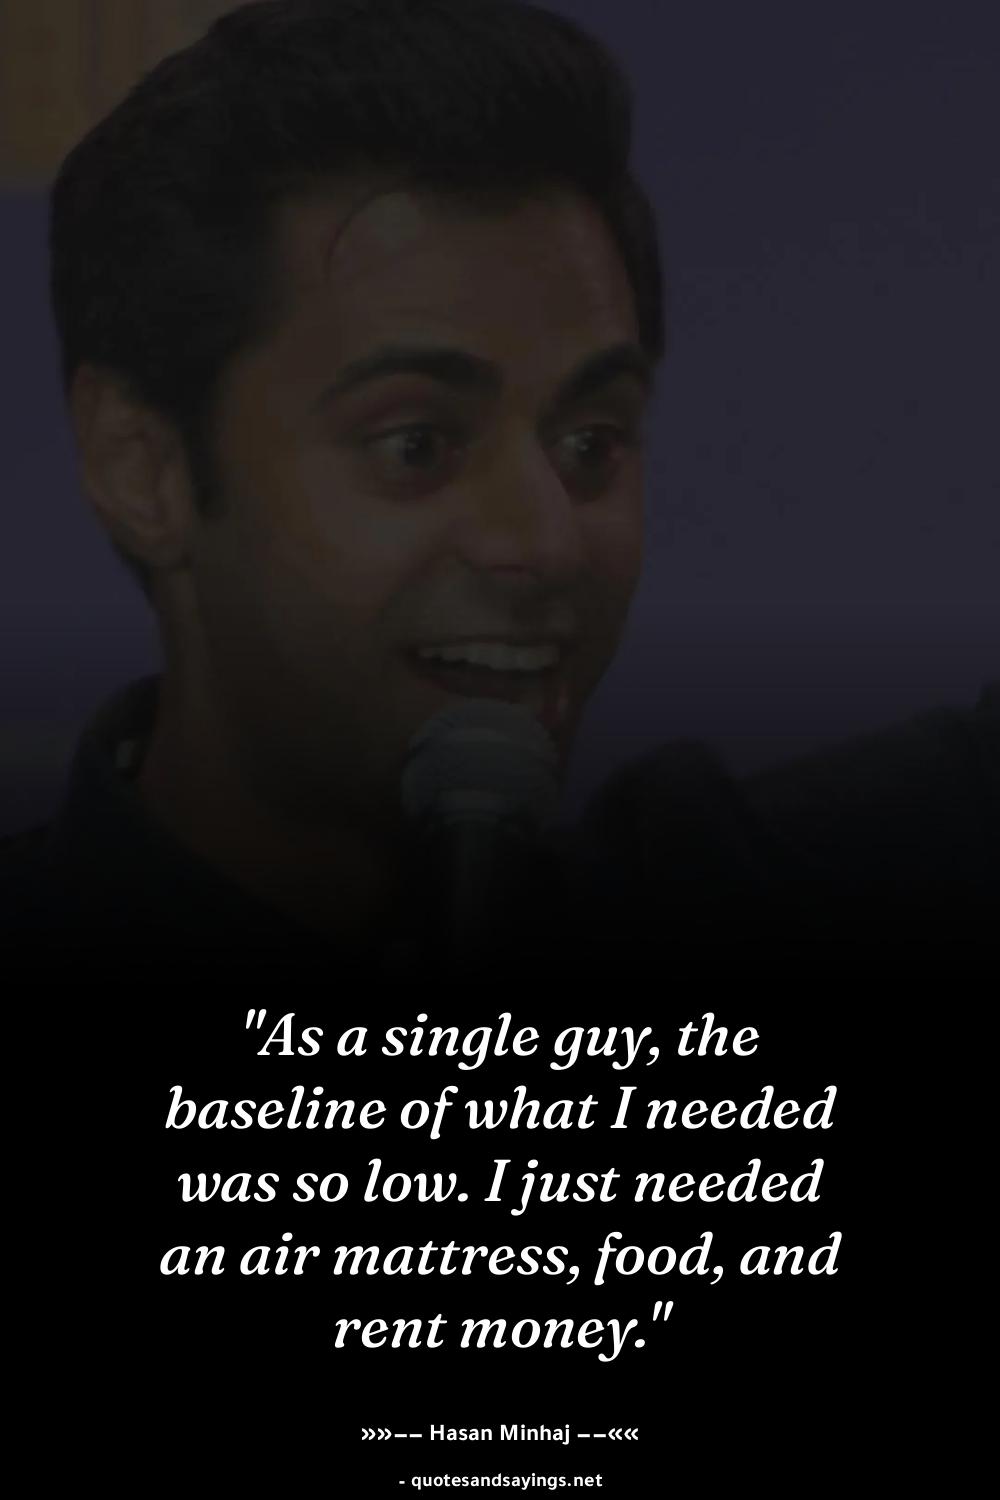 "As a single guy, the
baseline of what I needed
was so low. I just needed
an air mattress, food, and
rent money."
»»−− Hasan Minhaj −−««
- quotesandsayings.net